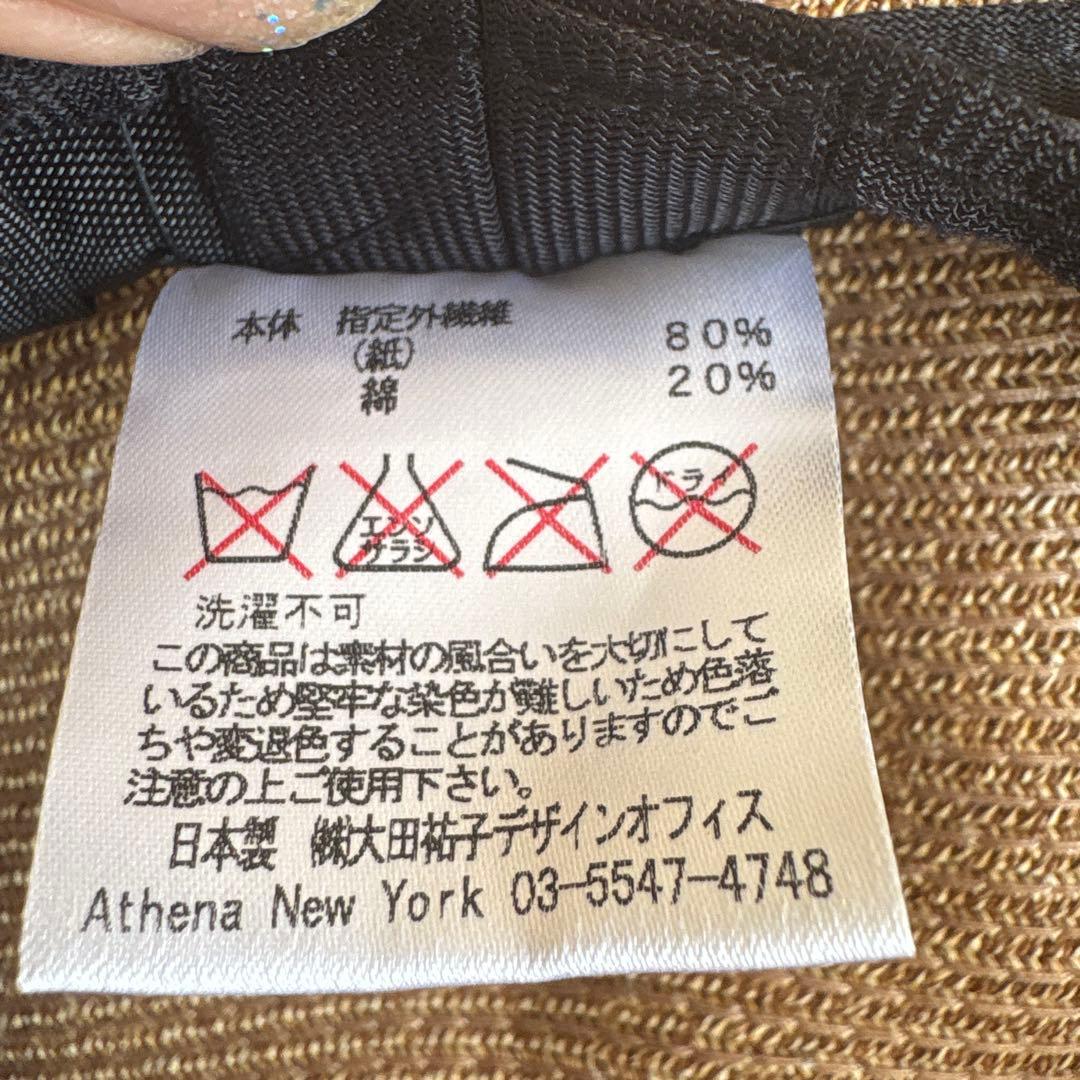 本体 指定外繊維 80%
(紙)
綿 20%
エンソ
サラシ
ドライ
洗濯不可
この商品は素材の風合いを大切にして
いるため堅牢な染色が難しいため色落
ちや変退色することがありますのでご
注意の上ご使用下さい。
日本製 ㈱大田祐子デザインオフィス
Athena New York 03-5547-4748